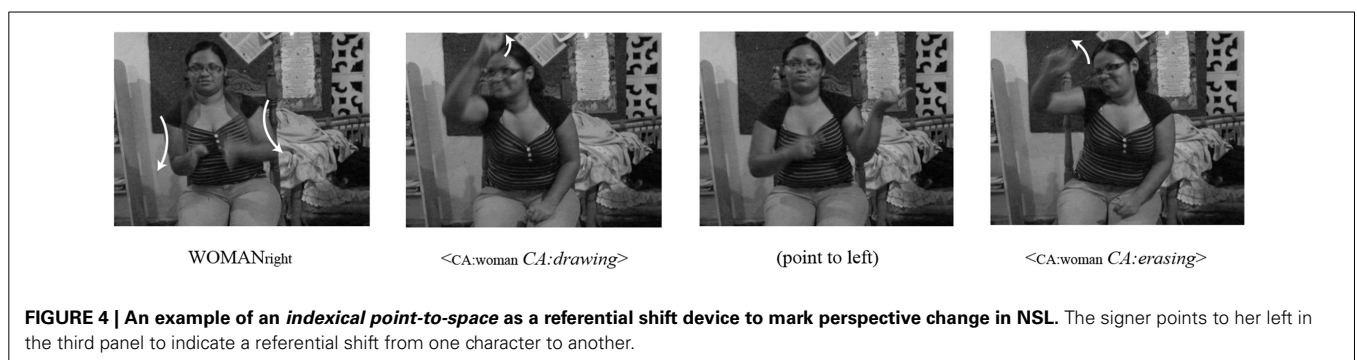 WOMANright
<CA:woman CA:drawing>
(point to left)
<CA:woman CA:erasing>
FIGURE 4 | An example of an indexical point-to-space as a referential shift device to mark perspective change in NSL. The signer points to her left in
the third panel to indicate a referential shift from one character to another.